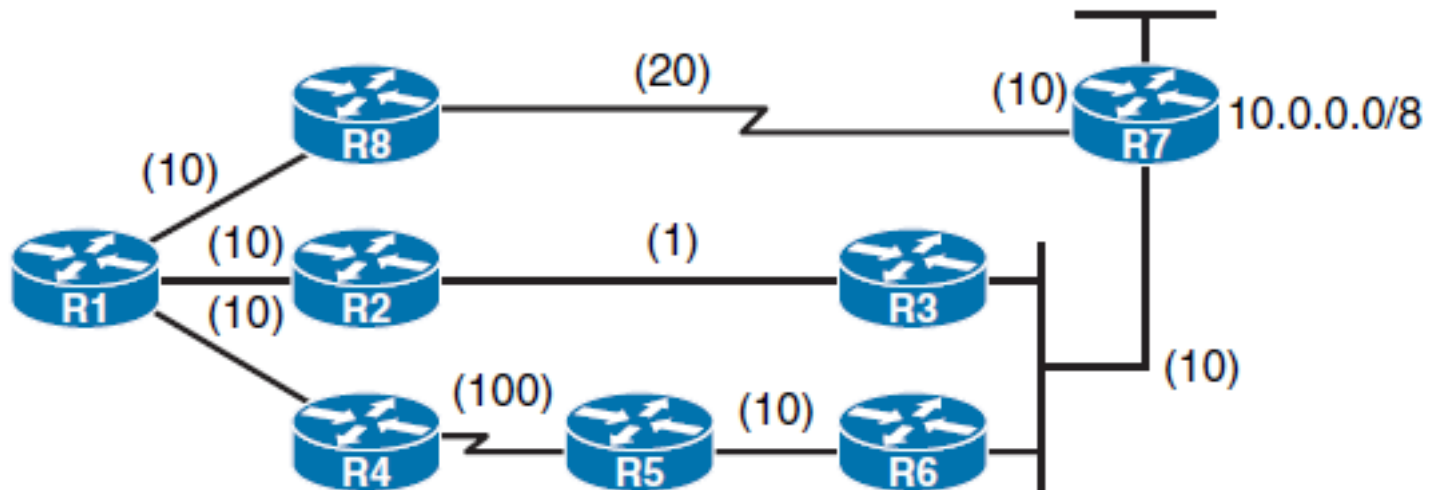 (20)
(10)
R8
R7
10.0.0.0/8
(10)
(10)
(1)
R1
R2
R3
(10)
(10)
(100)
(10)
R4
R5
R6